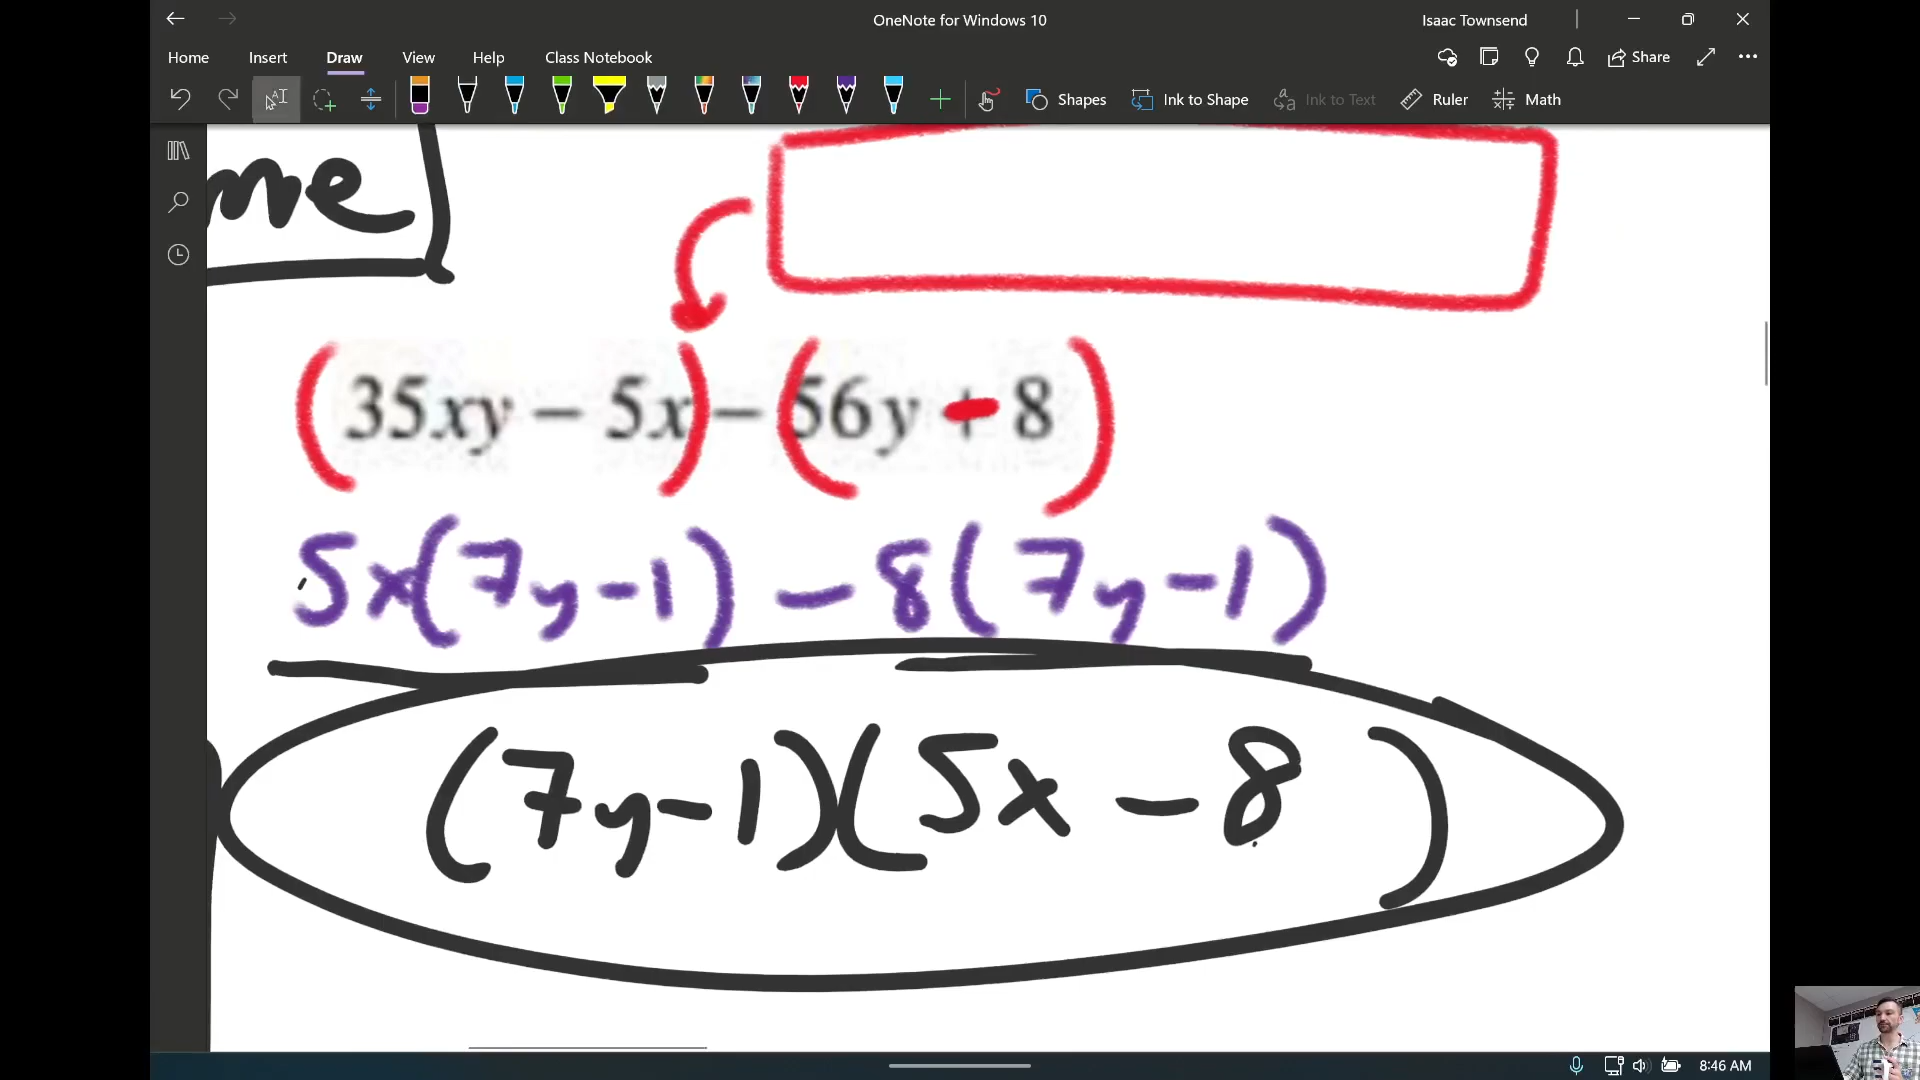 OneNote for Windows 10
Isaac Townsend
Home Insert Draw View Help Class Notebook
Share
Shapes Ink to Shape Ink to Text Ruler Math
me
(35xy − 5x) − (56y - 8)
5x(7y-1) - 8(7y-1)
(7y-1)(5x - 8)
8:46 AM